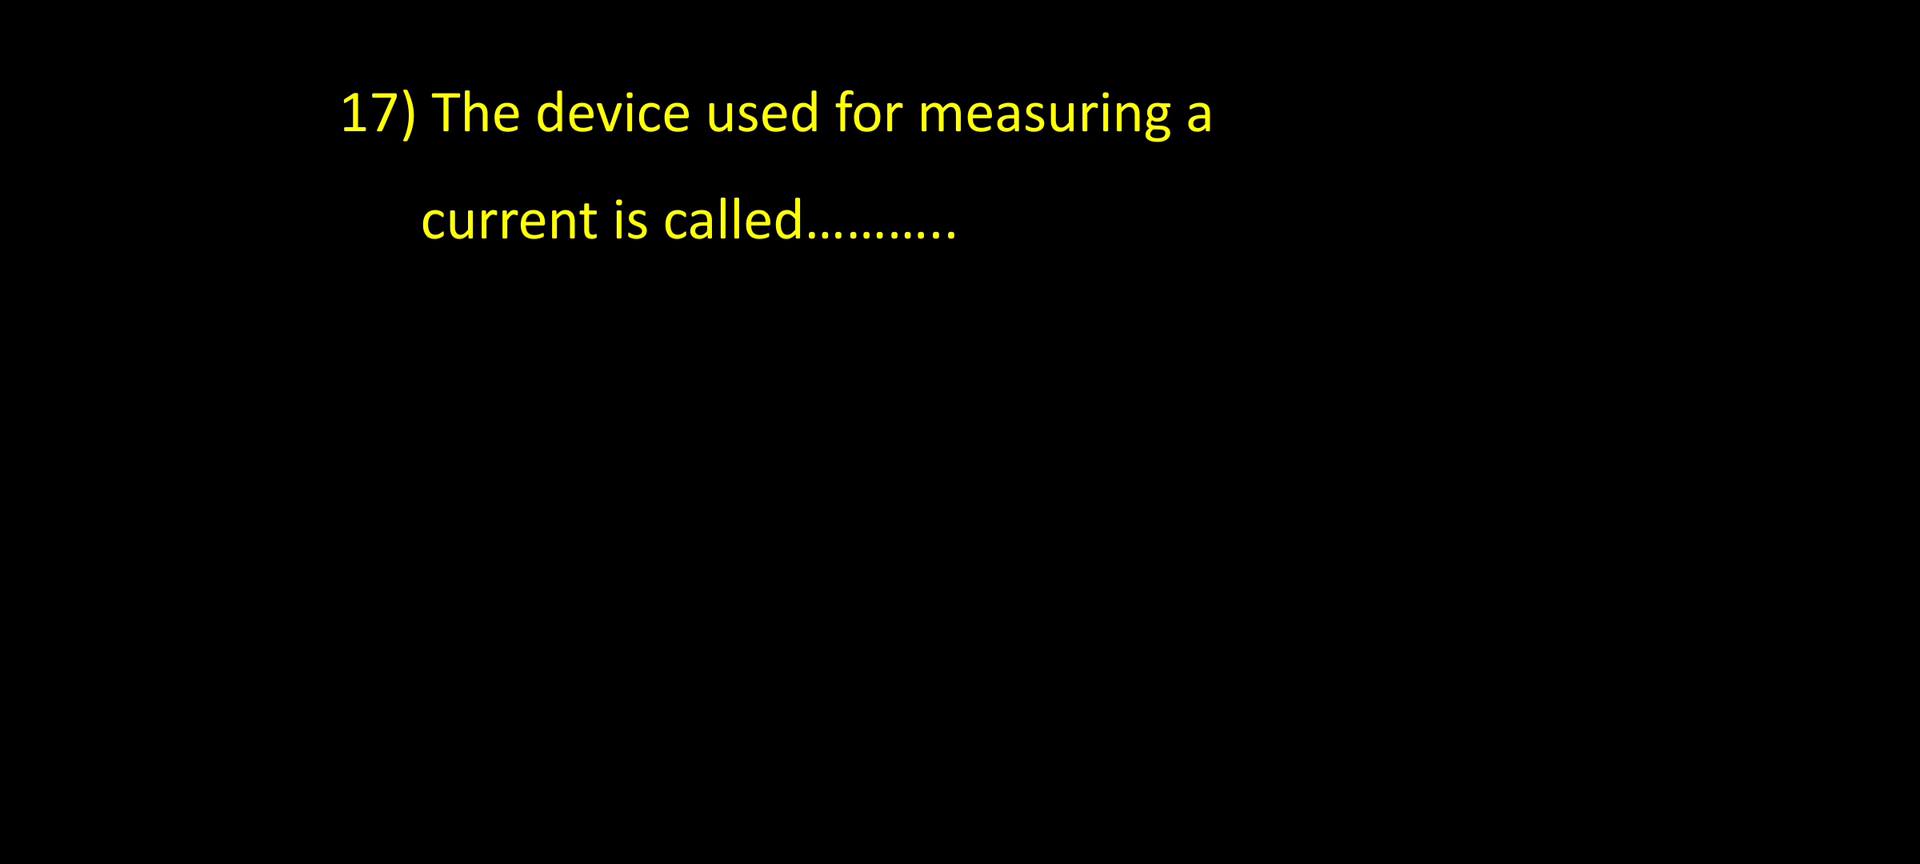 17) The device used for measuring a
current is called………..